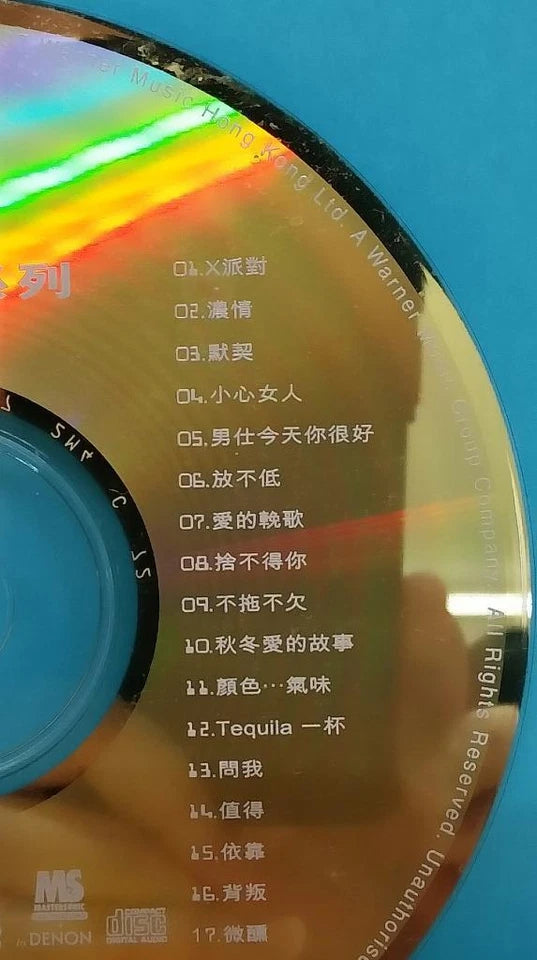 Warner Music Hong Kong Ltd. A Warner Music Group Company. All Rights Reserved. Unauthorise
列
01.X派對
02.濃情
03.默契
04.小心女人
05.男仕今天你很好
06.放不低
07.愛的輓歌
08.捨不得你
09.不拖不欠
10.秋冬愛的故事
11.顏色…氣味
12.Tequila 一杯
13.問我
14.值得
15.依靠
16.背叛
17.微醺
MS
MASTERSONIC
by DENON
COMPACT
disc
DIGITAL AUDIO